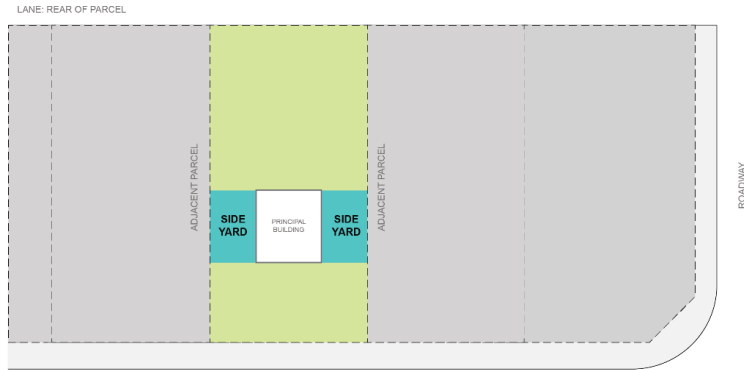 LANE: REAR OF PARCEL
ADJACENT PARCEL
SIDE
YARD
PRINCIPAL
BUILDING
SIDE
YARD
ADJACENT PARCEL
ROADWAY